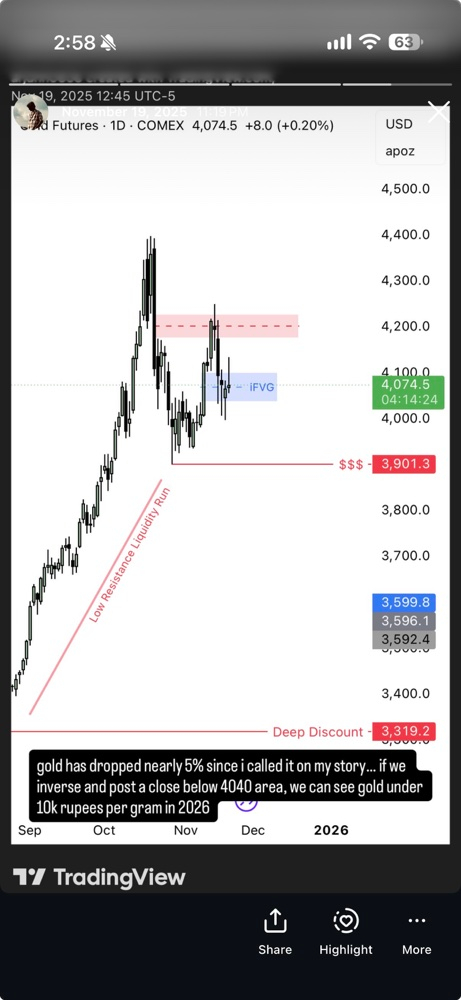 2:58
63
Nov 19, 2025 12:45 UTC-5
November 19, 2025 11:19 PM
Gold Futures · 1D · COMEX 4,074.5 +8.0 (+0.20%)
USD
apoz
4,500.0
4,400.0
4,300.0
4,200.0
4,100.0
iFVG
4,074.5
04:14:24
4,000.0
$$$
3,901.3
3,800.0
3,700.0
Low Resistance Liquidity Run
3,599.8
3,596.1
3,592.4
3,400.0
Deep Discount
3,319.2
gold has dropped nearly 5% since i called it on my story... if we
inverse and post a close below 4040 area, we can see gold under
10k rupees per gram in 2026
Sep Oct Nov Dec 2026
TradingView
Share Highlight More